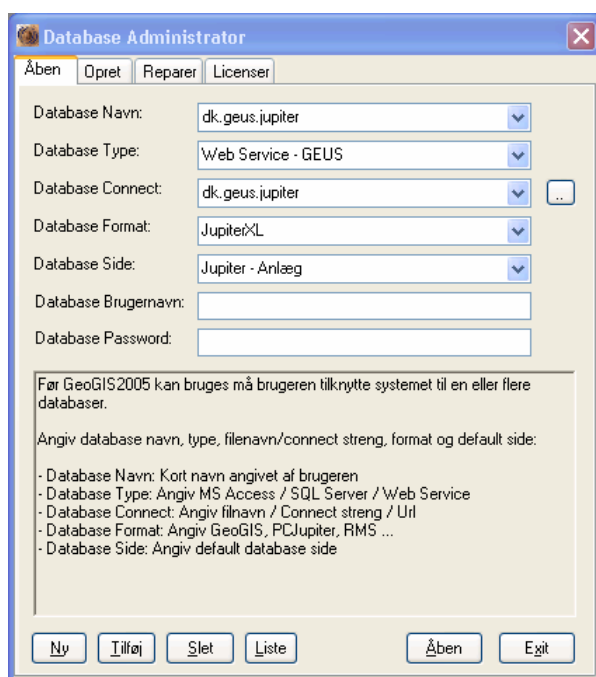 Database Administrator
Åben Opret Reparer Licenser
Database Navn: dk.geus.jupiter
Database Type: Web Service - GEUS
Database Connect: dk.geus.jupiter ..
Database Format: JupiterXL
Database Side: Jupiter - Anlæg
Database Brugernavn:
Database Password:
Før GeoGIS2005 kan bruges må brugeren tilknytte systemet til en eller flere
databaser.
Angiv database navn, type, filenavn/connect streng, format og default side:
- Database Navn: Kort navn angivet af brugeren
- Database Type: Angiv MS Access / SQL Server / Web Service
- Database Connect: Angiv filnavn / Connect streng / Url
- Database Format: Angiv GeoGIS, PCJupiter, RMS ...
- Database Side: Angiv default database side
Ny Tilføj Slet Liste Åben Exit